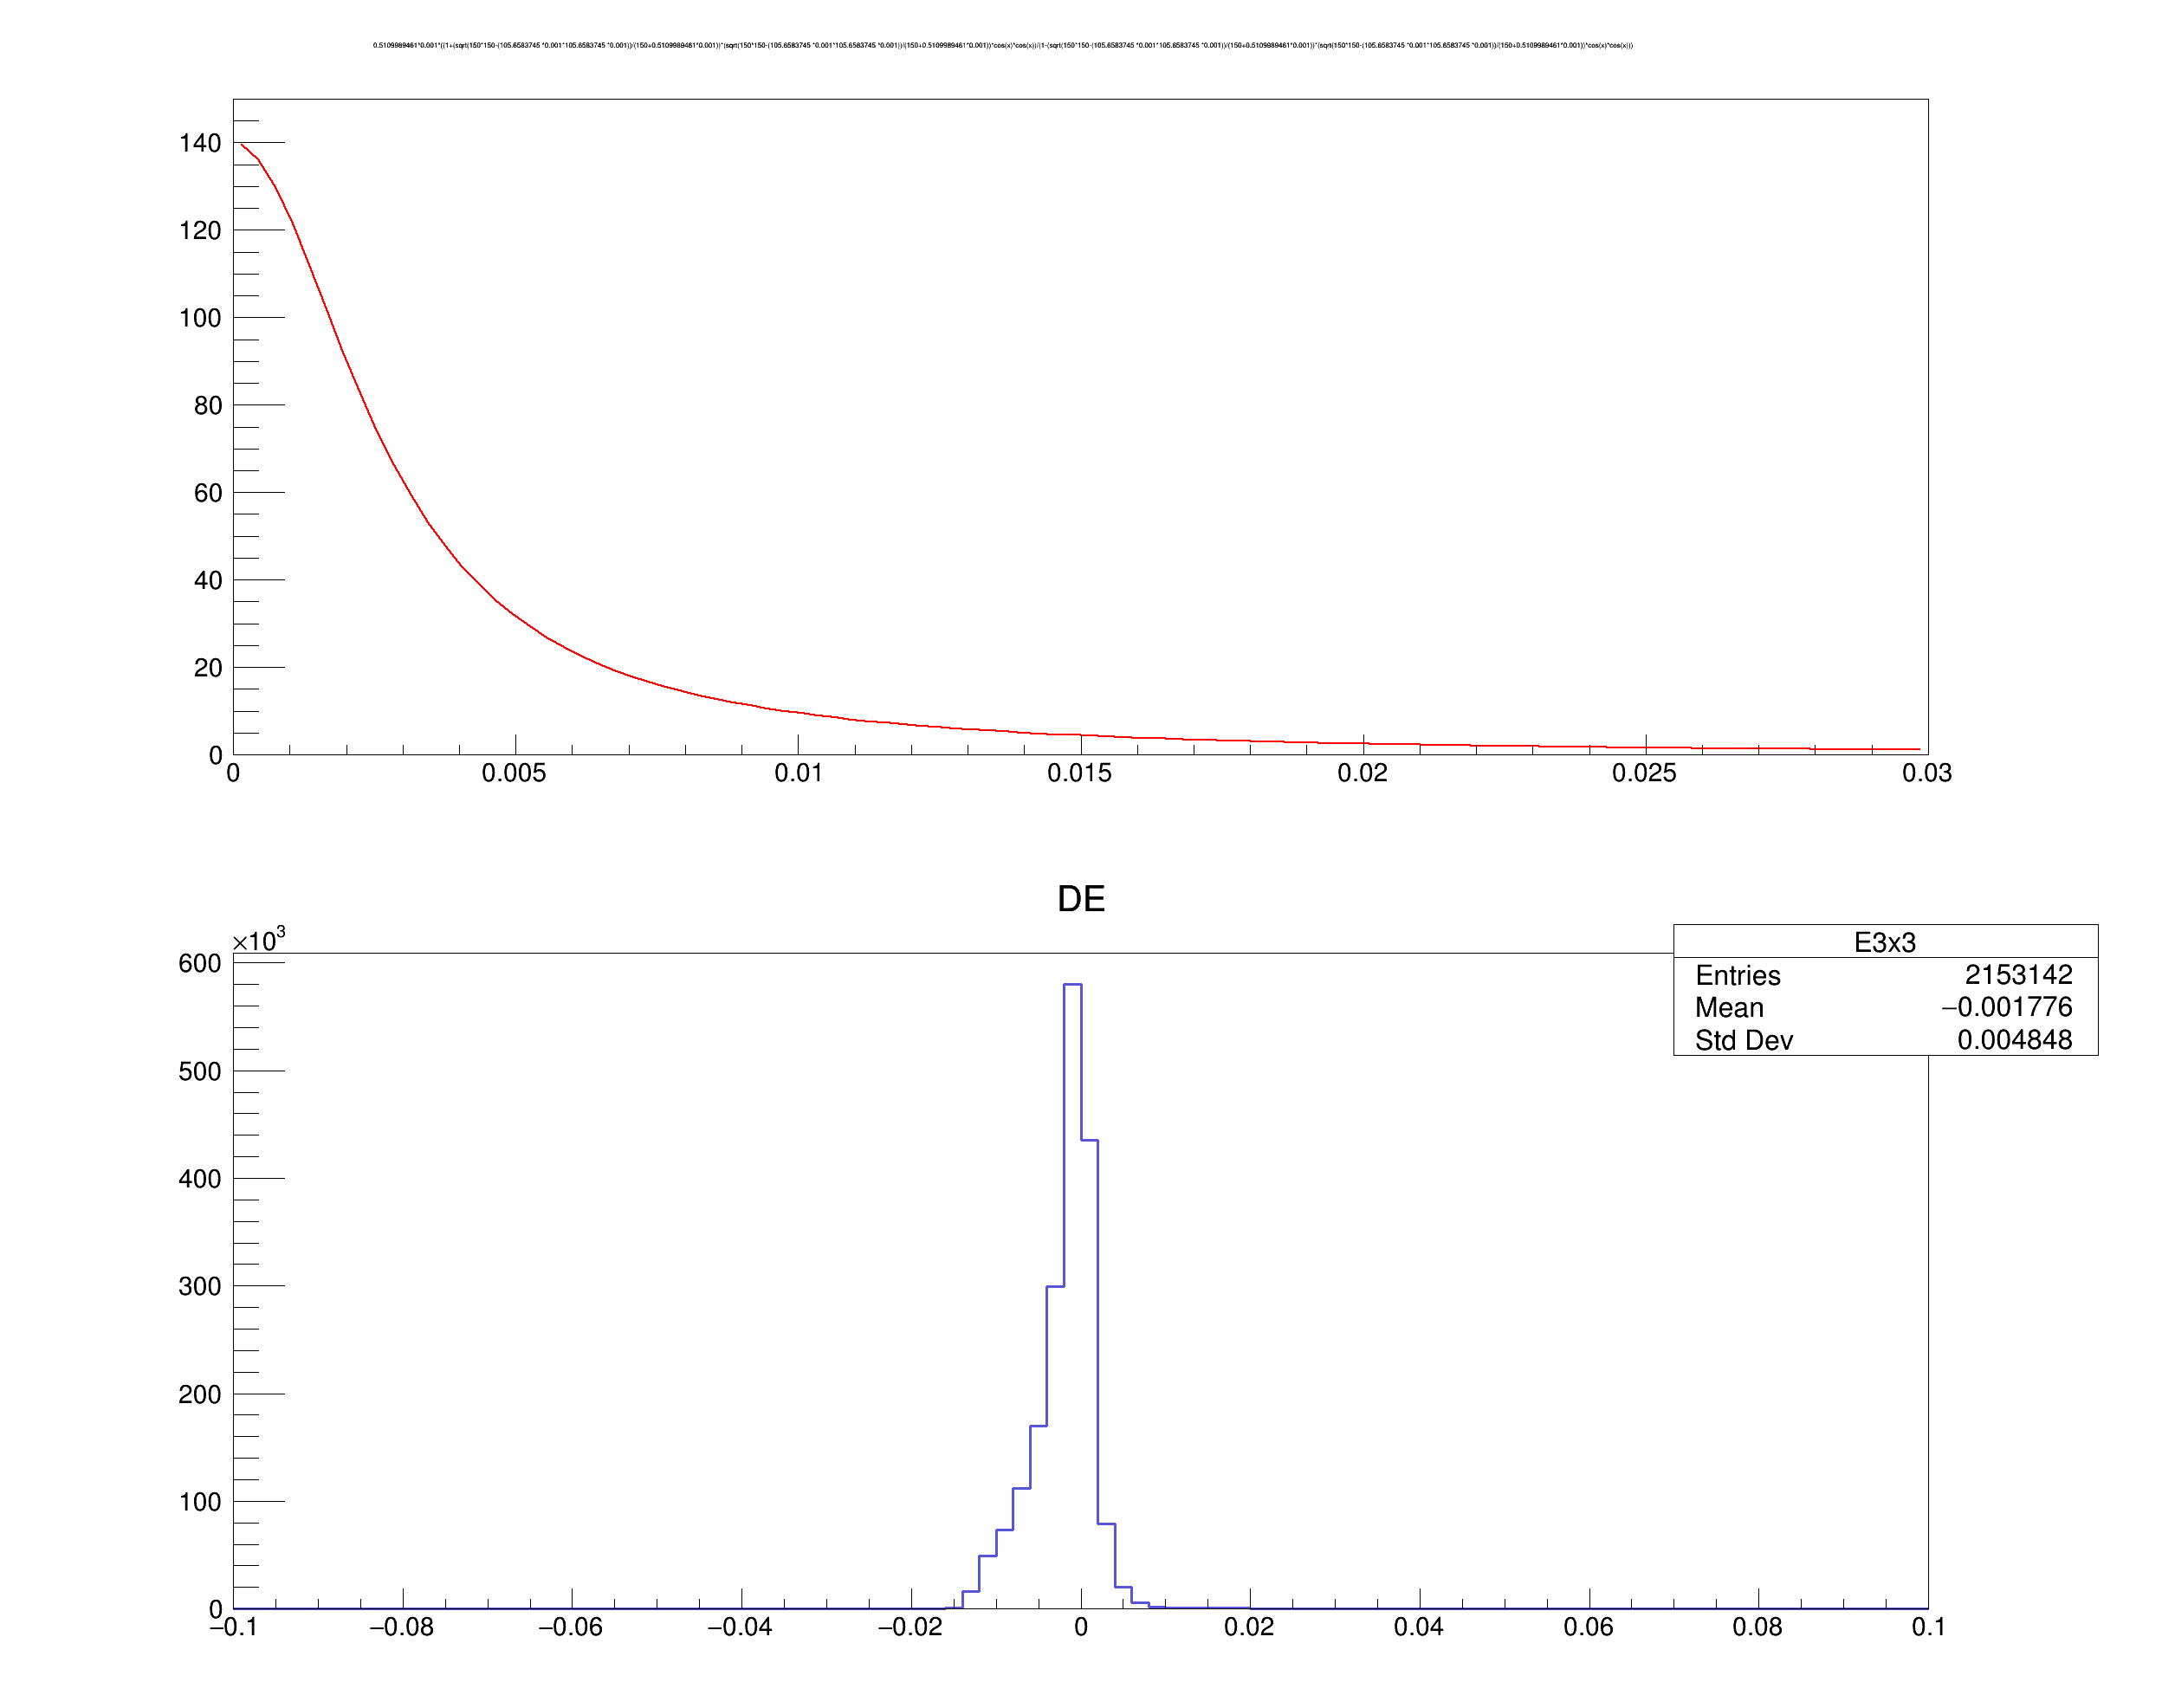 0.5109989461*0.001*((1+(sqrt(150*150-(105.6583745 *0.001*105.6583745 *0.001))/(150+0.5109989461*0.001))*(sqrt(150*150-(105.6583745 *0.001*105.6583745 *0.001))/(150+0.5109989461*0.001))*cos(x)*cos(x))/(1-(sqrt(150*150-(105.6583745 *0.001*105.6583745 *0.001))/(150+0.5109989461*0.001))*(sqrt(150*150-(105.6583745 *0.001*105.6583745 *0.001))/(150+0.5109989461*0.001))*cos(x)*cos(x)))
140
120
100
80
60
40
20
0
0 0.005 0.01 0.015 0.02 0.025 0.03
DE
×10³
E3x3
Entries 2153142
Mean −0.001776
Std Dev 0.004848
600
500
400
300
200
100
0
−0.1 −0.08 −0.06 −0.04 −0.02 0 0.02 0.04 0.06 0.08 0.1